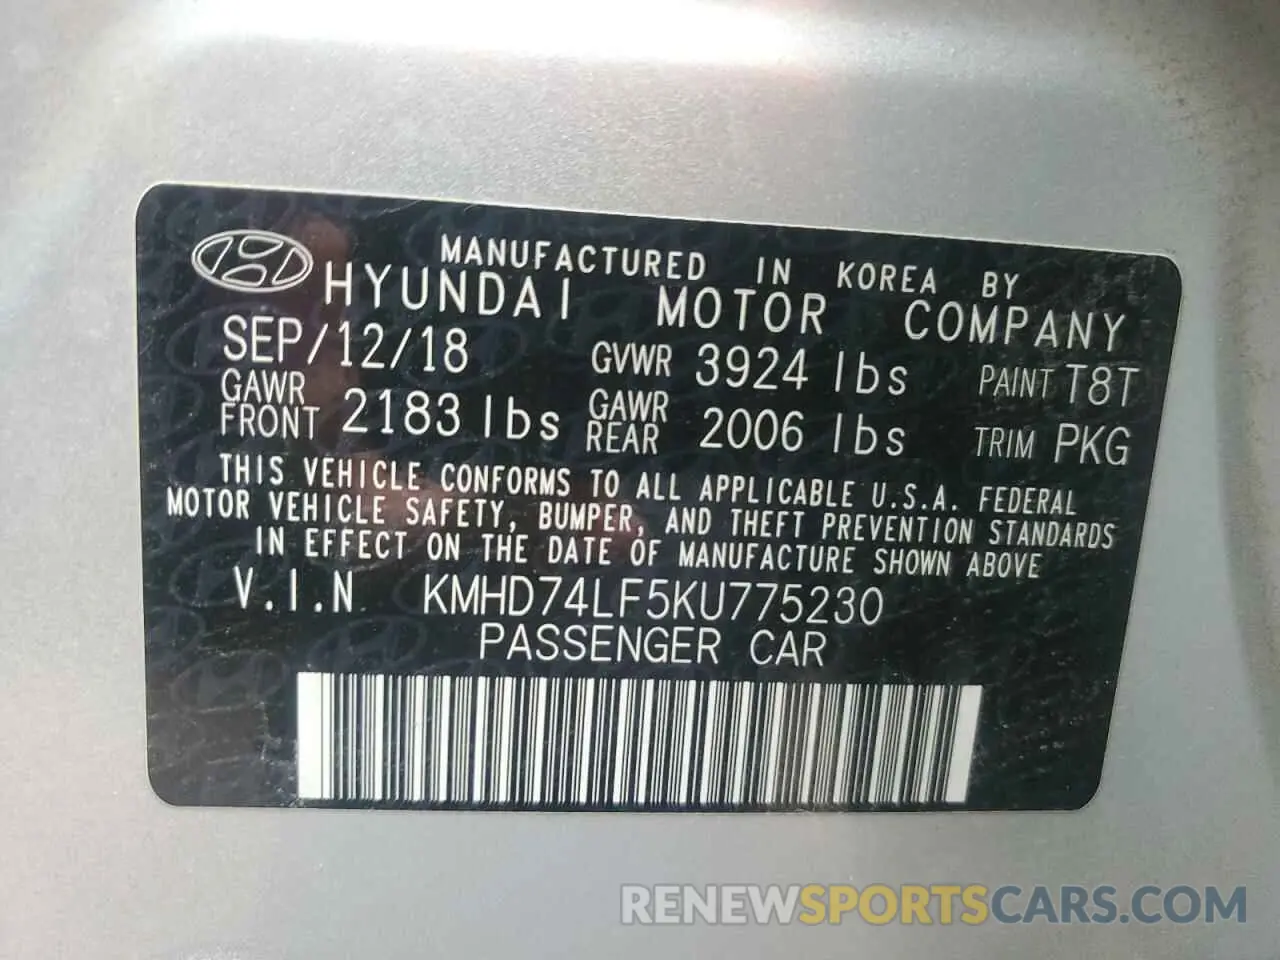 MANUFACTURED IN KOREA BY
HYUNDAI MOTOR COMPANY
SEP/12/18 GVWR 3924 lbs PAINT T8T
GAWR FRONT 2183 lbs GAWR REAR 2006 lbs TRIM PKG
THIS VEHICLE CONFORMS TO ALL APPLICABLE U.S.A. FEDERAL
MOTOR VEHICLE SAFETY, BUMPER, AND THEFT PREVENTION STANDARDS
IN EFFECT ON THE DATE OF MANUFACTURE SHOWN ABOVE
V.I.N. KMHD74LF5KU775230
PASSENGER CAR
RENEWSPORTSCARS.COM